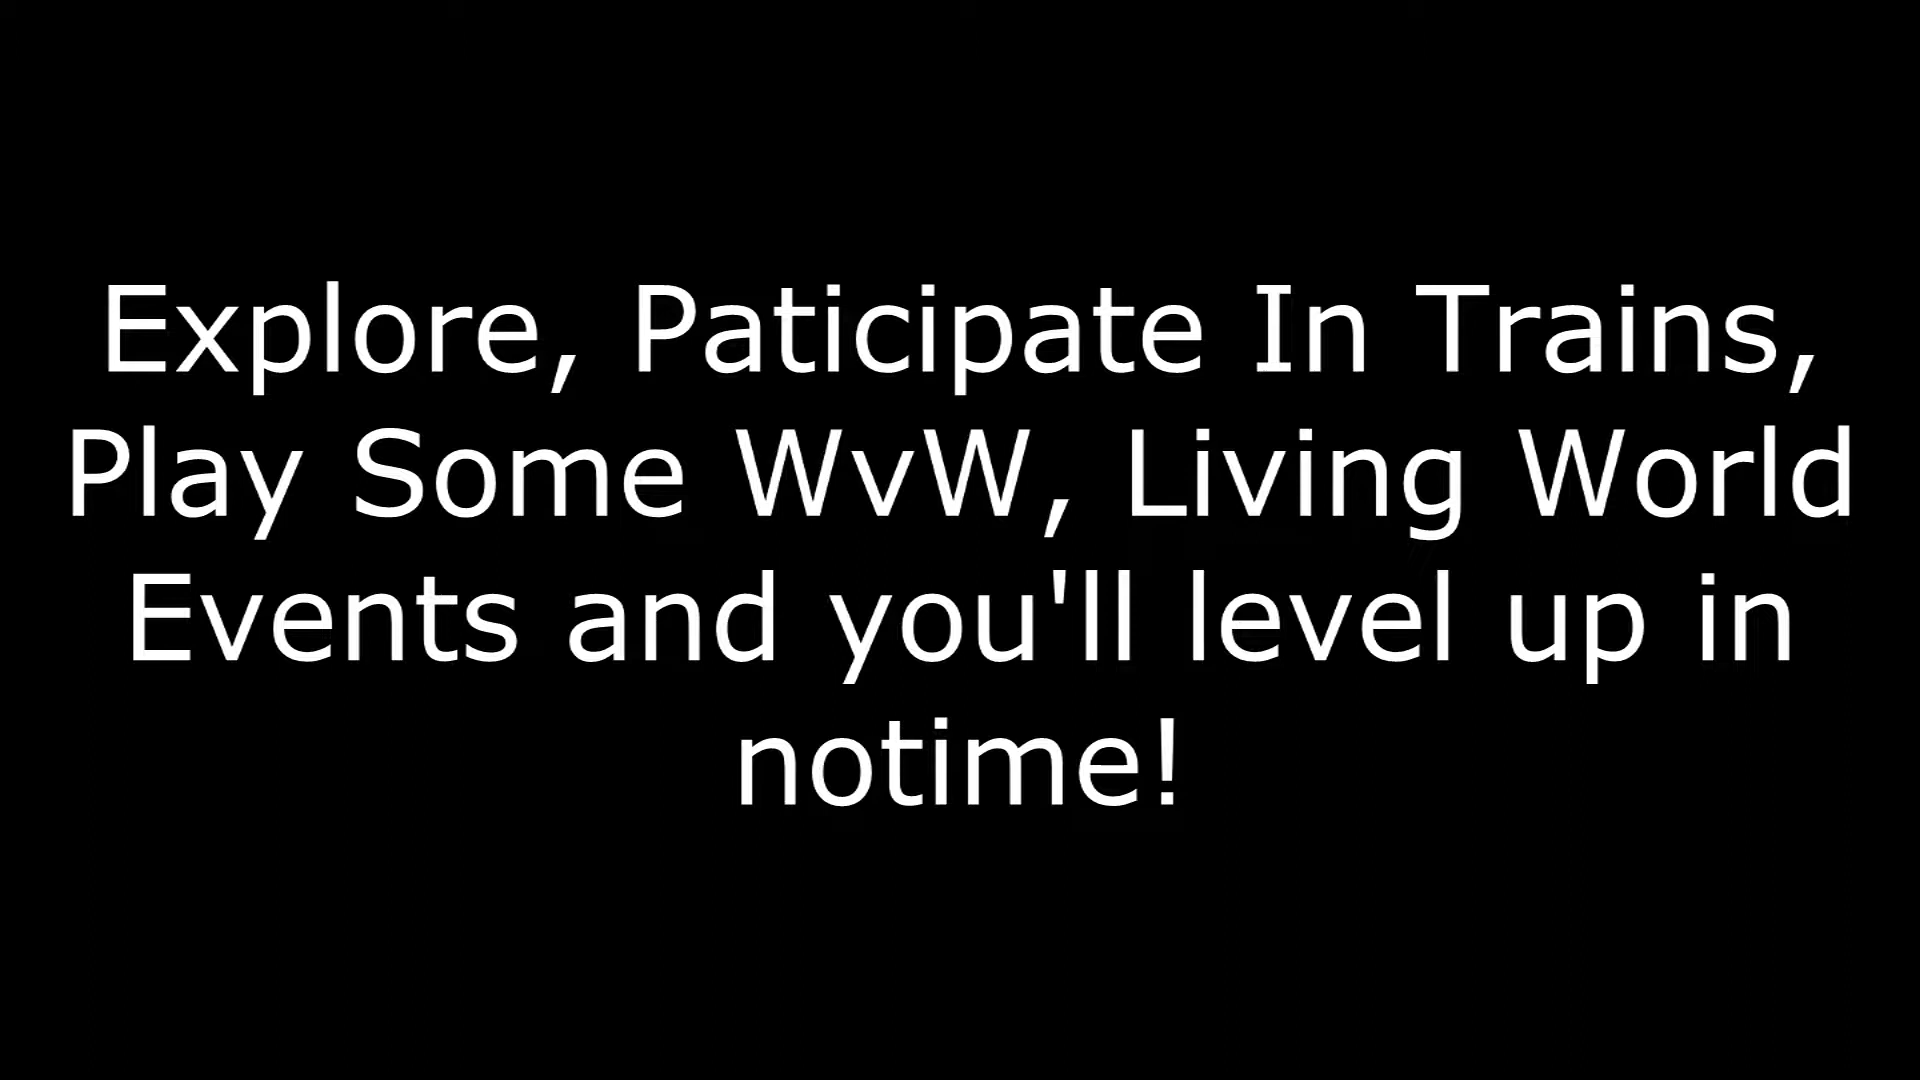 Explore, Paticipate In Trains,
Play Some WvW, Living World
Events and you'll level up in
notime!